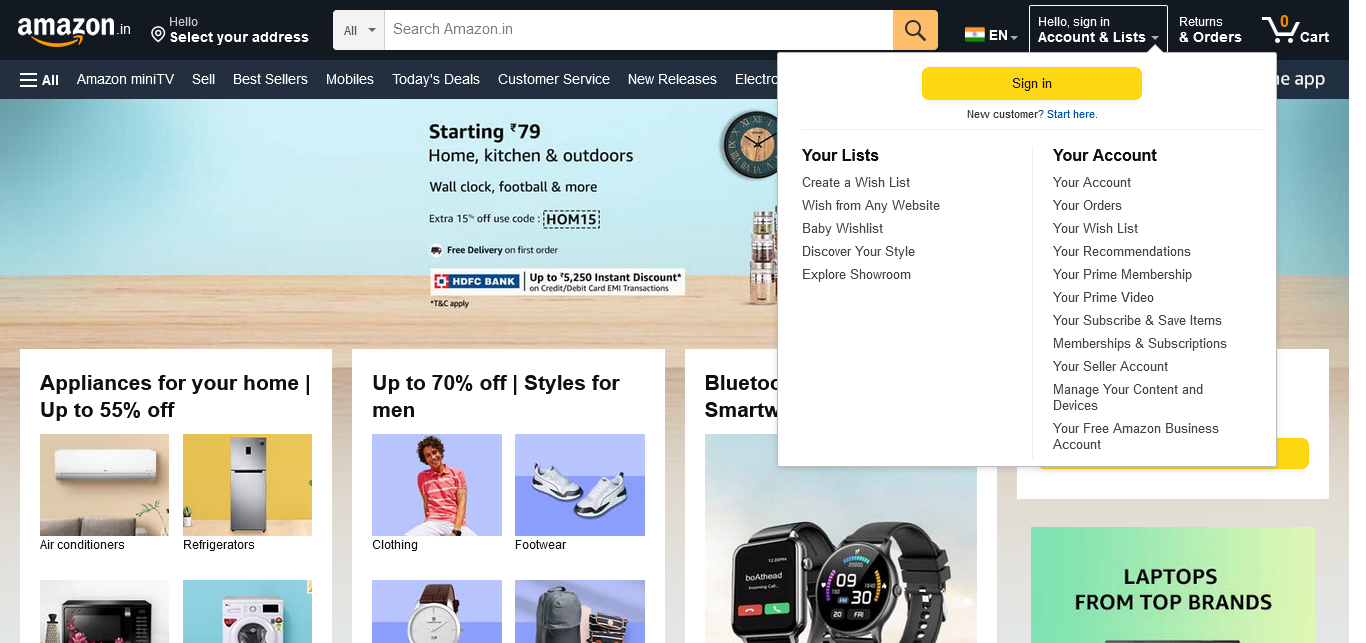 amazon.in
Hello
Select your address
All
Search Amazon.in
EN
Hello, sign in
Account & Lists
Returns
& Orders
0
Cart
All
Amazon miniTV
Sell
Best Sellers
Mobiles
Today's Deals
Customer Service
New Releases
app
Sign in
New customer? Start here.
Your Lists
Create a Wish List
Wish from Any Website
Baby Wishlist
Discover Your Style
Explore Showroom
Your Account
Your Account
Your Orders
Your Wish List
Your Recommendations
Your Prime Membership
Your Prime Video
Your Subscribe & Save Items
Memberships & Subscriptions
Your Seller Account
Manage Your Content and
Devices
Your Free Amazon Business
Account
Starting ₹79
Home, kitchen & outdoors
Wall clock, football & more
Extra 15% off use code : HOM15
Free Delivery on first order
HDFC BANK
Up to ₹5,250 Instant Discount*
on Credit/Debit Card EMI Transactions
*T&C apply
Appliances for your home |
Up to 55% off
Air conditioners
Refrigerators
Up to 70% off | Styles for
men
Clothing
Footwear
12:20PM
boAthead
Incoming Call...
20000
09
30
20
FRI
LAPTOPS
FROM TOP BRANDS